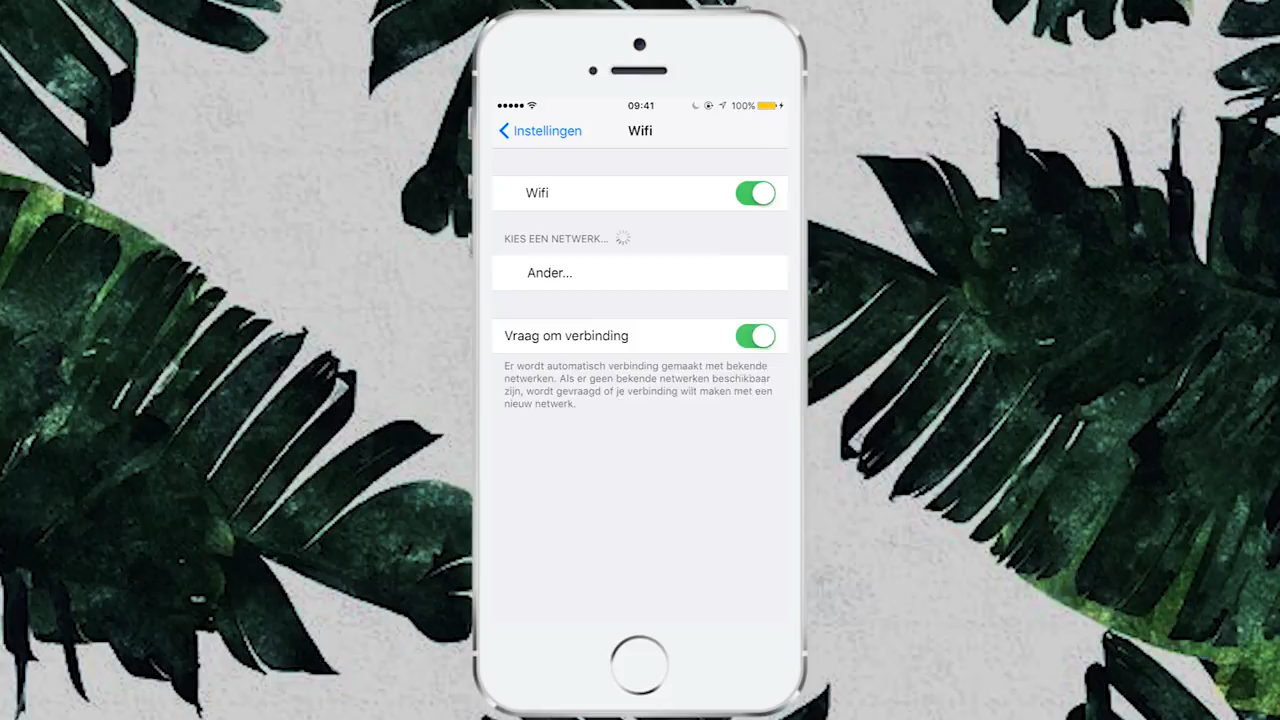 09:41
100%
Instellingen
Wifi
Wifi
KIES EEN NETWERK...
Ander...
Vraag om verbinding
Er wordt automatisch verbinding gemaakt met bekende
netwerken. Als er geen bekende netwerken beschikbaar
zijn, wordt gevraagd of je verbinding wilt maken met een
nieuw netwerk.